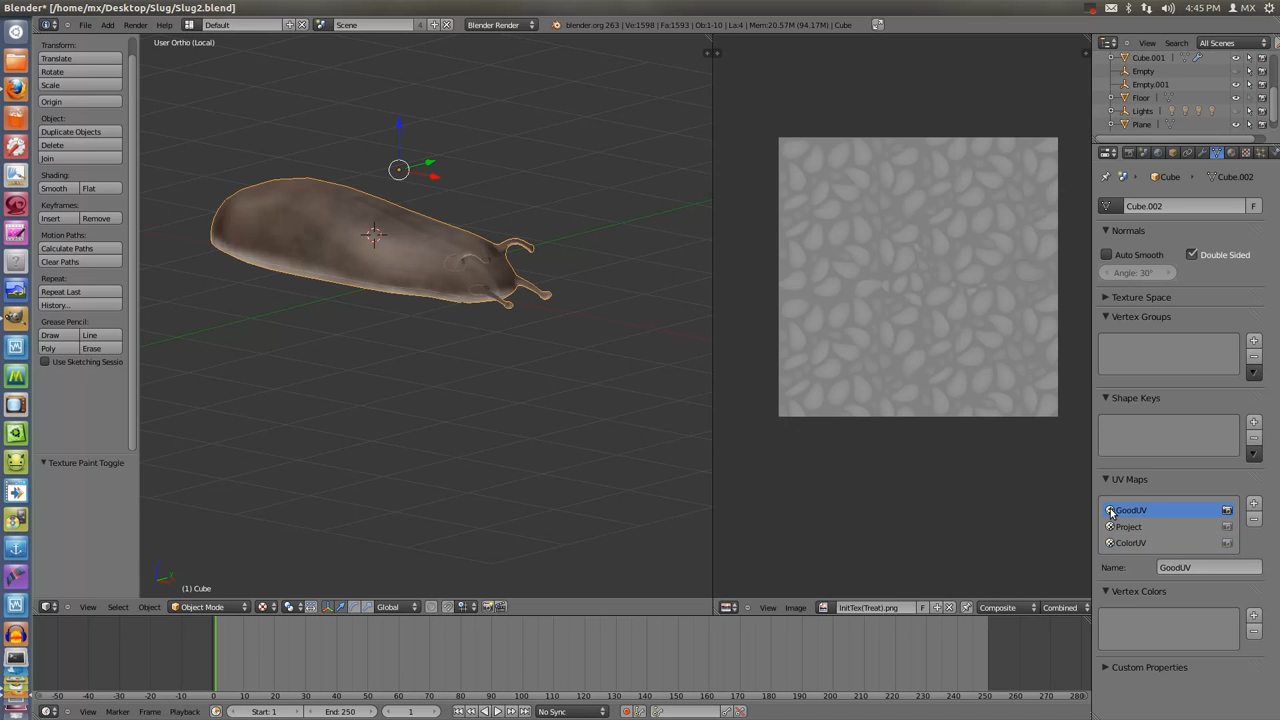 Blender* [/home/mx/Desktop/Slug/Slug2.blend]
4:45 PM MX
File Add Render Help
Default
Scene
4
Blender Render
blender.org 263 | Ve:1598 | Fa:1593 | Ob:1-10 | La:4 | Mem:20.57M (94.17M) | Cube
View Search All Scenes
Transform:
Translate
Rotate
Scale
Origin
Object:
Duplicate Objects
Delete
Join
Shading:
Smooth Flat
Keyframes:
Insert Remove
Motion Paths:
Calculate Paths
Clear Paths
Repeat:
Repeat Last
History...
Grease Pencil:
Draw Line
Poly Erase
Use Sketching Sessio
Texture Paint Toggle
User Ortho (Local)
(1) Cube
View Select Object Object Mode Global
View Image InitTex(Treat).png F Composite Combined
Cube.001
Empty
Empty.001
Floor
Lights
Plane
Cube Cube.002
Cube.002 F
Normals
Auto Smooth Double Sided
Angle: 30°
Texture Space
Vertex Groups
Shape Keys
UV Maps
GoodUV
Project
ColorUV
Name: GoodUV
Vertex Colors
Custom Properties
-50 -40 -30 -20 -10 0 10 20 30 40 50 60 70 80 90 100 110 120 130 140 150 160 170 180 190 200 210 220 230 240 250 260 270 280
View Marker Frame Playback Start: 1 End: 250 1 No Sync